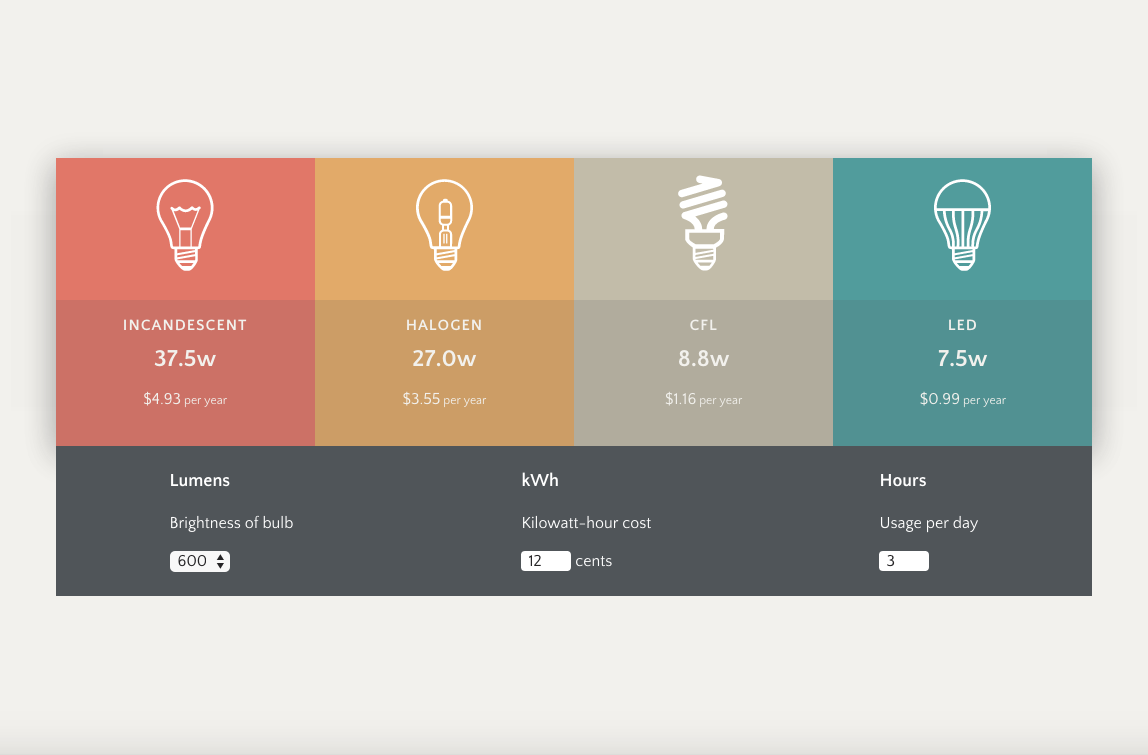 INCANDESCENT
37.5w
$4.93 per year
HALOGEN
27.0w
$3.55 per year
CFL
8.8w
$1.16 per year
LED
7.5w
$0.99 per year
Lumens
Brightness of bulb
600
kWh
Kilowatt-hour cost
12 cents
Hours
Usage per day
3